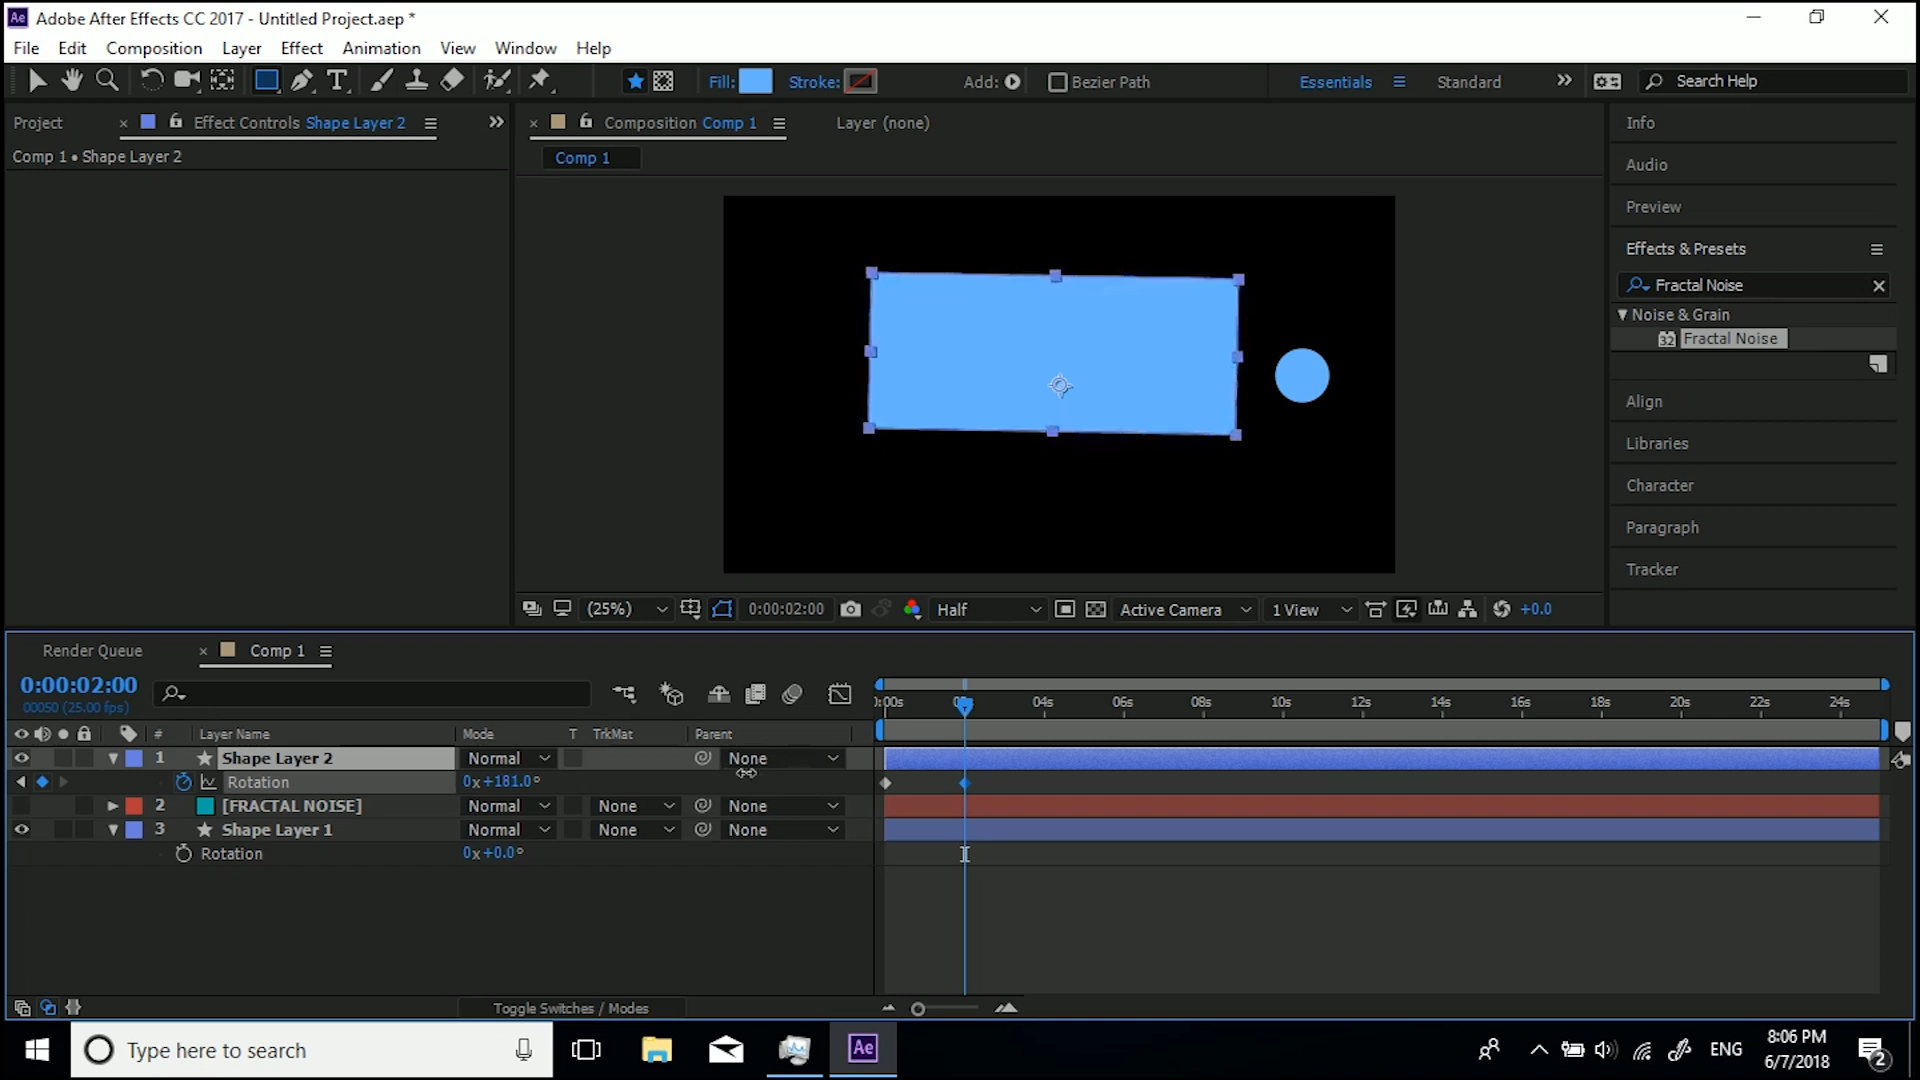 Ae Adobe After Effects CC 2017 - Untitled Project.aep *
File Edit Composition Layer Effect Animation View Window Help
T Fill: Stroke: Add: Bezier Path Essentials Standard Search Help
Project × Effect Controls Shape Layer 2
Comp 1 • Shape Layer 2
× Composition Comp 1 Layer (none)
Comp 1
Info
Audio
Preview
Effects & Presets
Fractal Noise
Noise & Grain
32 Fractal Noise
Align
Libraries
Character
Paragraph
Tracker
(25%) 0:00:02:00 Half Active Camera 1 View +0.0
Render Queue × Comp 1
0:00:02:00
00050 (25.00 fps)
):00s 04s 06s 08s 10s 12s 14s 16s 18s 20s 22s 24s
# Layer Name Mode T TrkMat Parent
1 Shape Layer 2 Normal None
Rotation 0x+181.0°
2 [FRACTAL NOISE] Normal None None
3 Shape Layer 1 Normal None None
Rotation 0x+0.0°
Toggle Switches / Modes
Type here to search Ae ENG 8:06 PM
6/7/2018 2